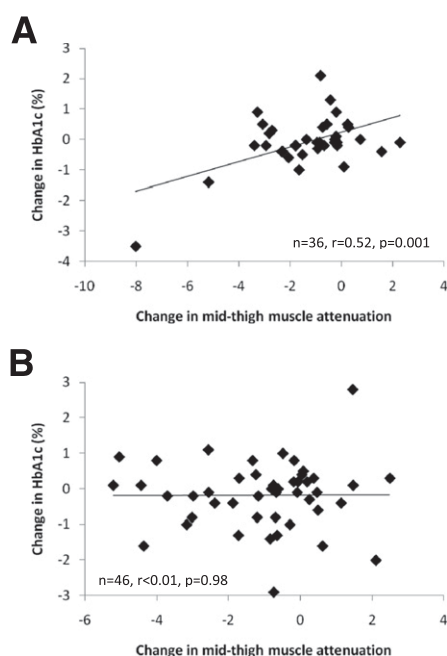 A
Change in HbA1c (%)
3
2
1
0
-1
-2
-3
-4
n=36, r=0.52, p=0.001
-10 -8 -6 -4 -2 0 2 4
Change in mid-thigh muscle attenuation
B
Change in HbA1c (%)
3
2
1
0
-1
-2
-3
n=46, r<0.01, p=0.98
-6 -4 -2 0 2 4
Change in mid-thigh muscle attenuation